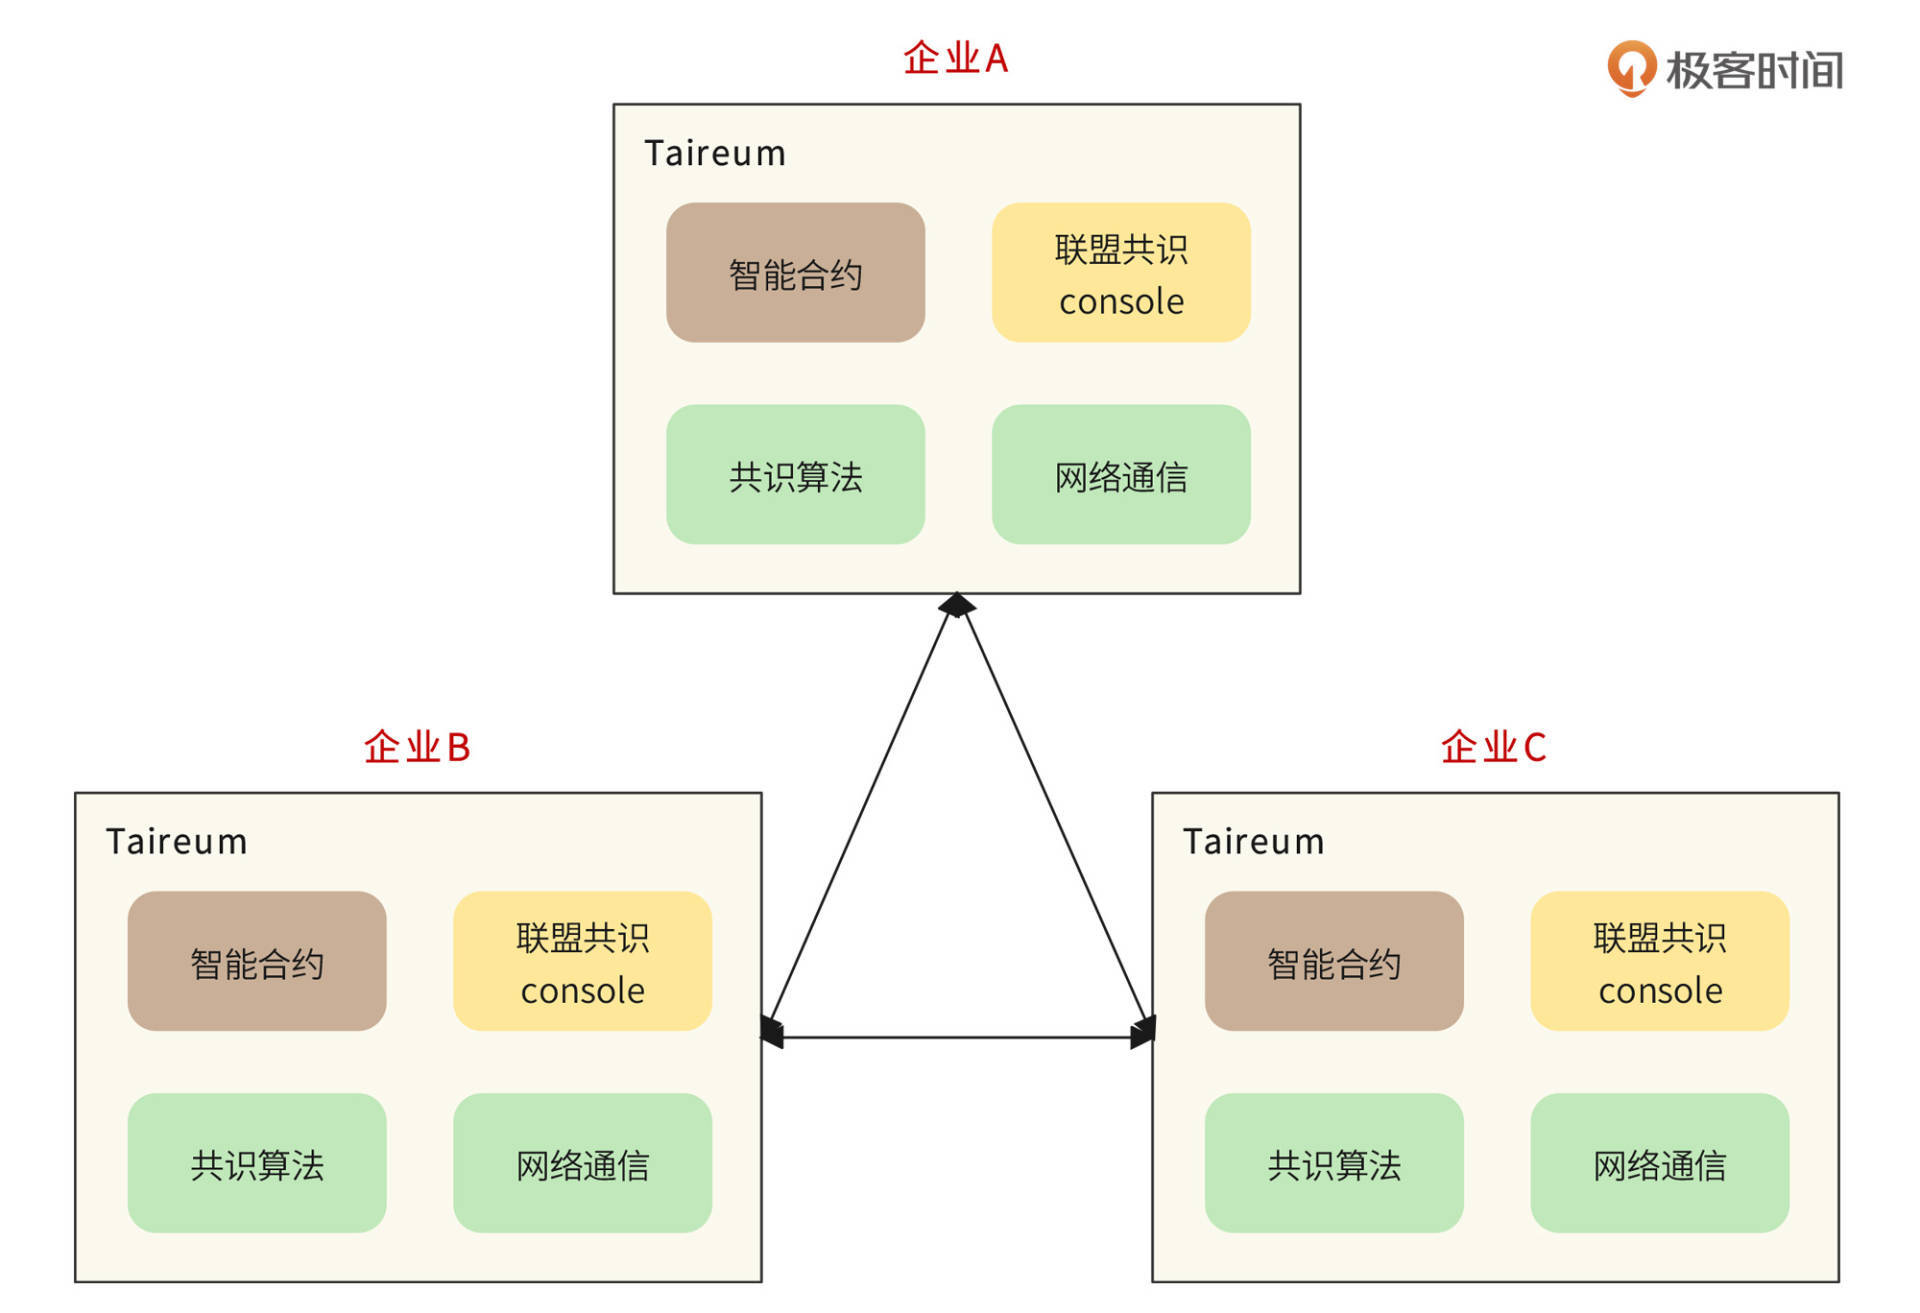 企业A
极客时间
Taireum
智能合约
联盟共识
console
共识算法
网络通信
企业B
Taireum
智能合约
联盟共识
console
共识算法
网络通信
企业C
Taireum
智能合约
联盟共识
console
共识算法
网络通信